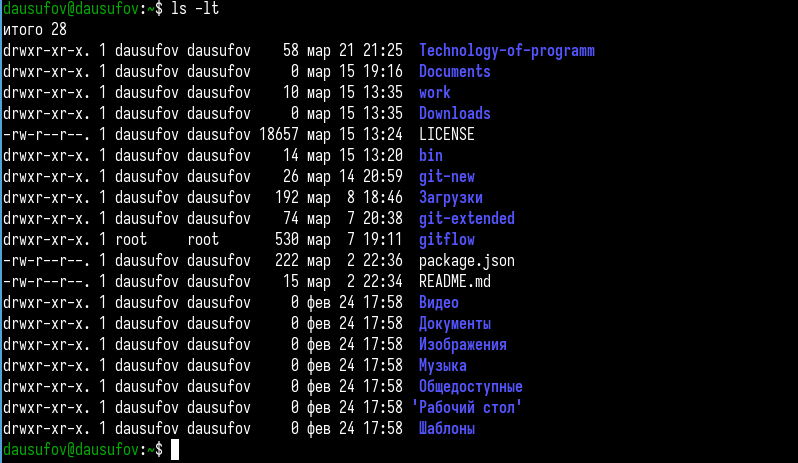 dausufov@dausufov:~$ ls -lt
итого 28
drwxr-xr-x. 1 dausufov dausufov    58 мар 21 21:25  Technology-of-programm
drwxr-xr-x. 1 dausufov dausufov     0 мар 15 19:16  Documents
drwxr-xr-x. 1 dausufov dausufov    10 мар 15 13:35  work
drwxr-xr-x. 1 dausufov dausufov     0 мар 15 13:35  Downloads
-rw-r--r--. 1 dausufov dausufov 18657 мар 15 13:24  LICENSE
drwxr-xr-x. 1 dausufov dausufov    14 мар 15 13:20  bin
drwxr-xr-x. 1 dausufov dausufov    26 мар 14 20:59  git-new
drwxr-xr-x. 1 dausufov dausufov   192 мар  8 18:46  Загрузки
drwxr-xr-x. 1 dausufov dausufov    74 мар  7 20:38  git-extended
drwxr-xr-x. 1 root     root       530 мар  7 19:11  gitflow
-rw-r--r--. 1 dausufov dausufov   222 мар  2 22:36  package.json
-rw-r--r--. 1 dausufov dausufov    15 мар  2 22:34  README.md
drwxr-xr-x. 1 dausufov dausufov     0 фев 24 17:58  Видео
drwxr-xr-x. 1 dausufov dausufov     0 фев 24 17:58  Документы
drwxr-xr-x. 1 dausufov dausufov     0 фев 24 17:58  Изображения
drwxr-xr-x. 1 dausufov dausufov     0 фев 24 17:58  Музыка
drwxr-xr-x. 1 dausufov dausufov     0 фев 24 17:58  Общедоступные
drwxr-xr-x. 1 dausufov dausufov     0 фев 24 17:58 'Рабочий стол'
drwxr-xr-x. 1 dausufov dausufov     0 фев 24 17:58  Шаблоны
dausufov@dausufov:~$